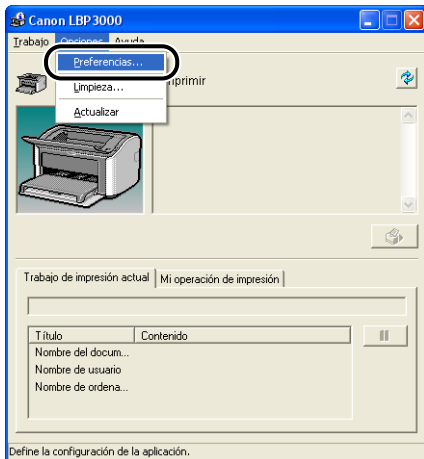 Canon LBP3000
Trabajo Opciones Ayuda
Preferencias...
Limpieza...
Actualizar
Trabajo de impresión actual Mi operación de impresión
Título Contenido
Nombre del docum...
Nombre de usuario
Nombre de ordena...
Define la configuración de la aplicación.